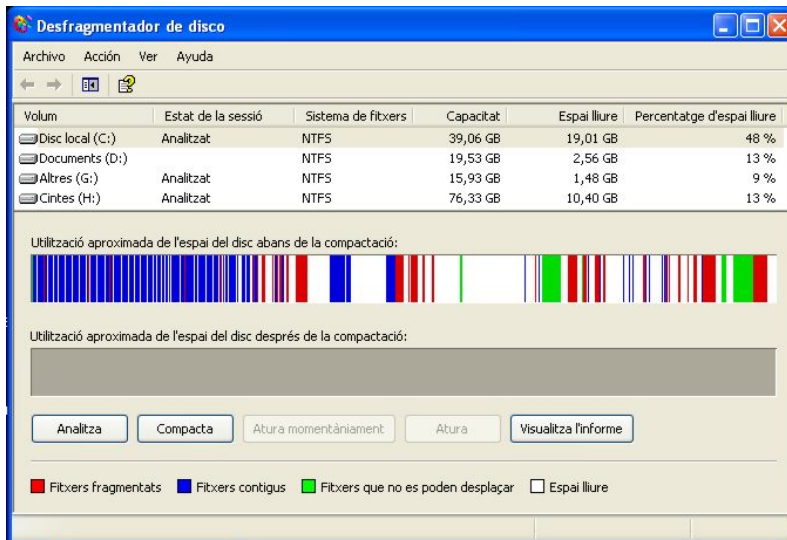 Desfragmentador de disco
Archivo Acción Ver Ayuda
Volum Estat de la sessió Sistema de fitxers Capacitat Espai lliure Percentatge d'espai lliure
Disc local (C:) Analitzat NTFS 39,06 GB 19,01 GB 48 %
Documents (D:) NTFS 19,53 GB 2,56 GB 13 %
Altres (G:) Analitzat NTFS 15,93 GB 1,48 GB 9 %
Cintes (H:) Analitzat NTFS 76,33 GB 10,40 GB 13 %
Utilització aproximada de l'espai del disc abans de la compactació:
Utilització aproximada de l'espai del disc després de la compactació:
Analitza Compacta Atura momentàniament Atura Visualitza l'informe
Fitxers fragmentats Fitxers contigus Fitxers que no es poden desplaçar Espai lliure